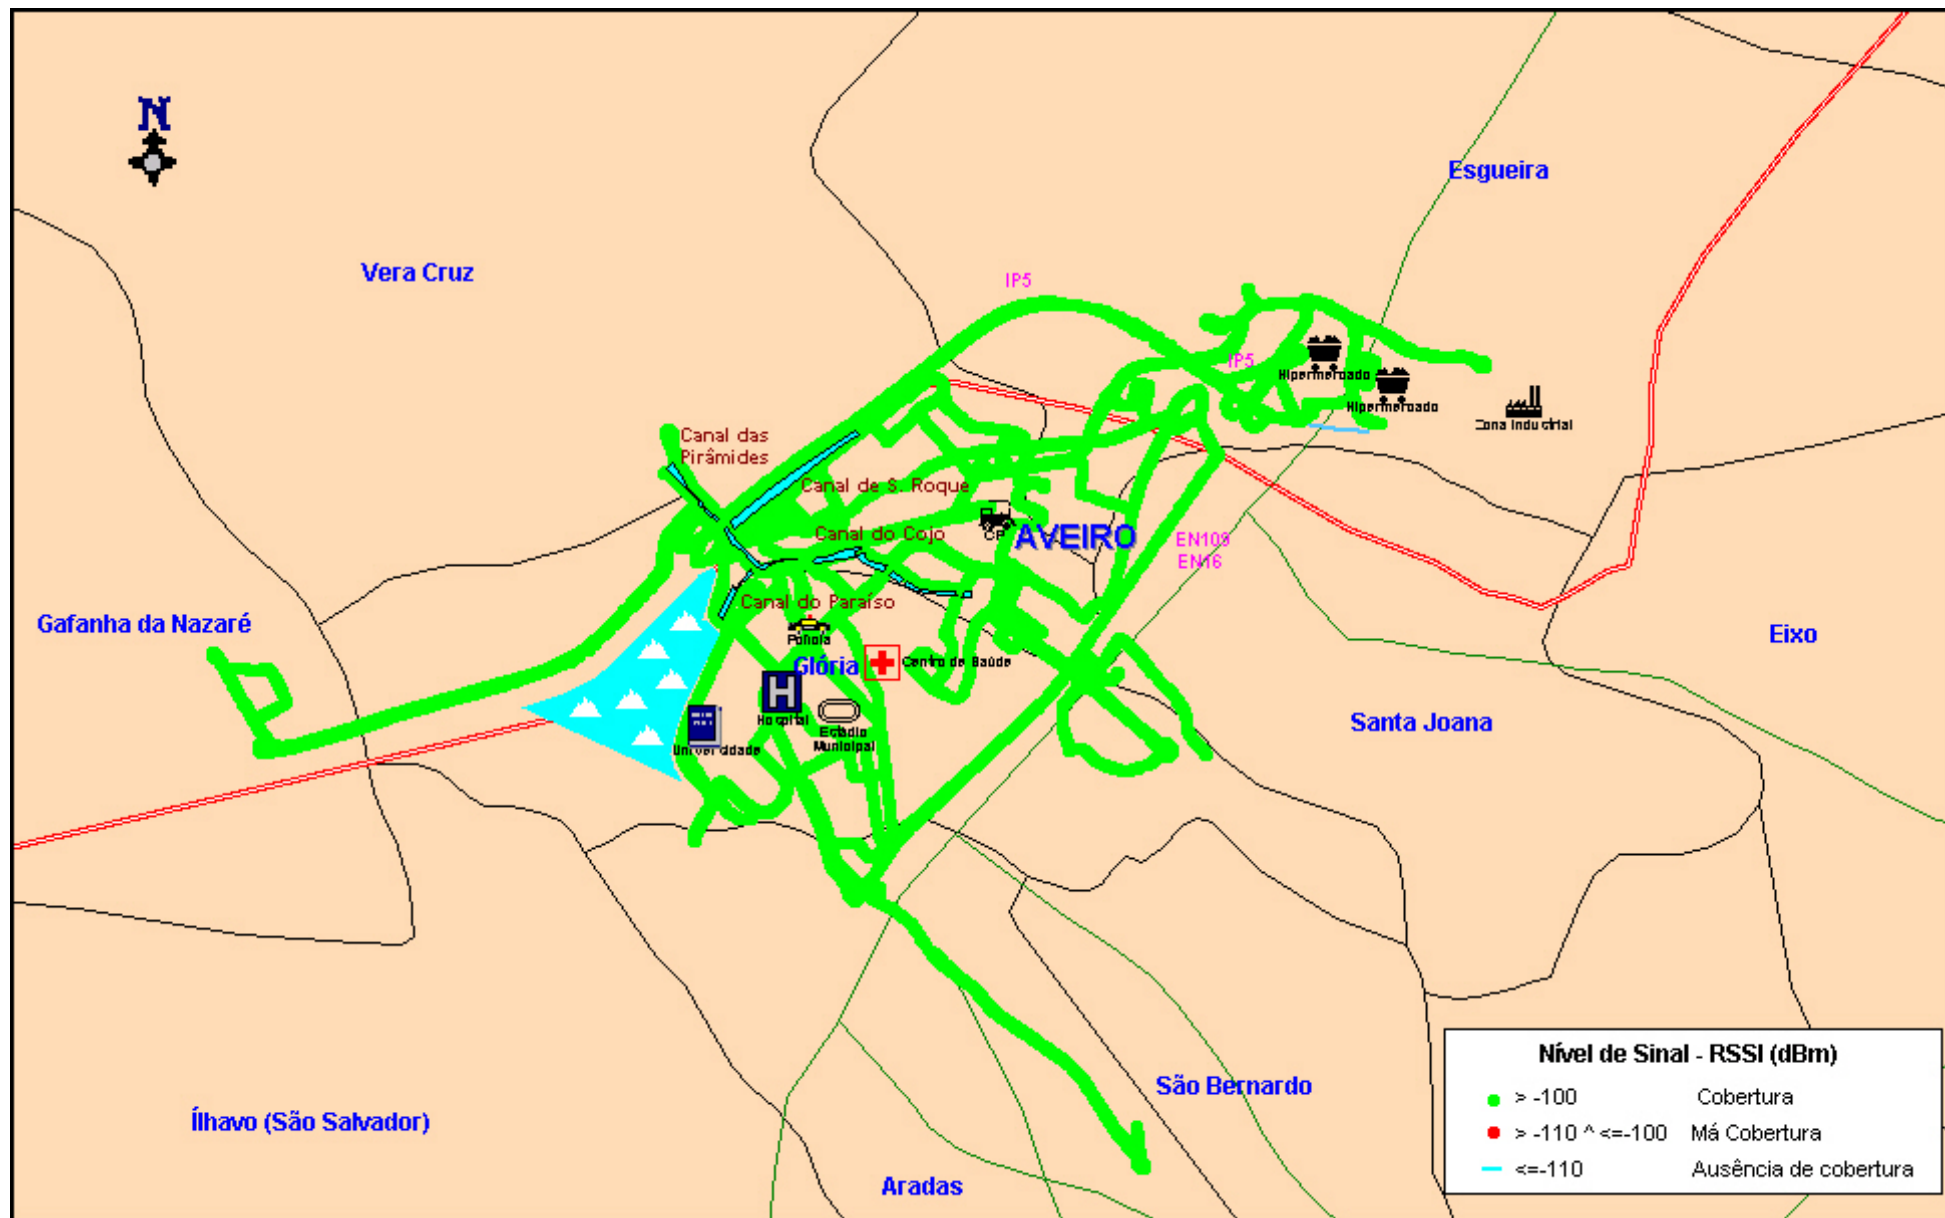 N
Esgueira
Vera Cruz
IP5
IP5
Hipermercado
Hipermercado
Zona Industrial
Canal das
Pirâmides
Canal de S. Roque
Canal do Cojo
CP
AVEIRO
EN109
EN16
Canal do Paraíso
Gafanha da Nazaré
Polícia
Eixo
Glória
Centro de Saúde
H
Hospital
Estádio
Municipal
Universidade
Santa Joana
Nível de Sinal - RSSI (dBm)
> -100 Cobertura
> -110 ^ <=-100 Má Cobertura
<=-110 Ausência de cobertura
São Bernardo
Ílhavo (São Salvador)
Aradas